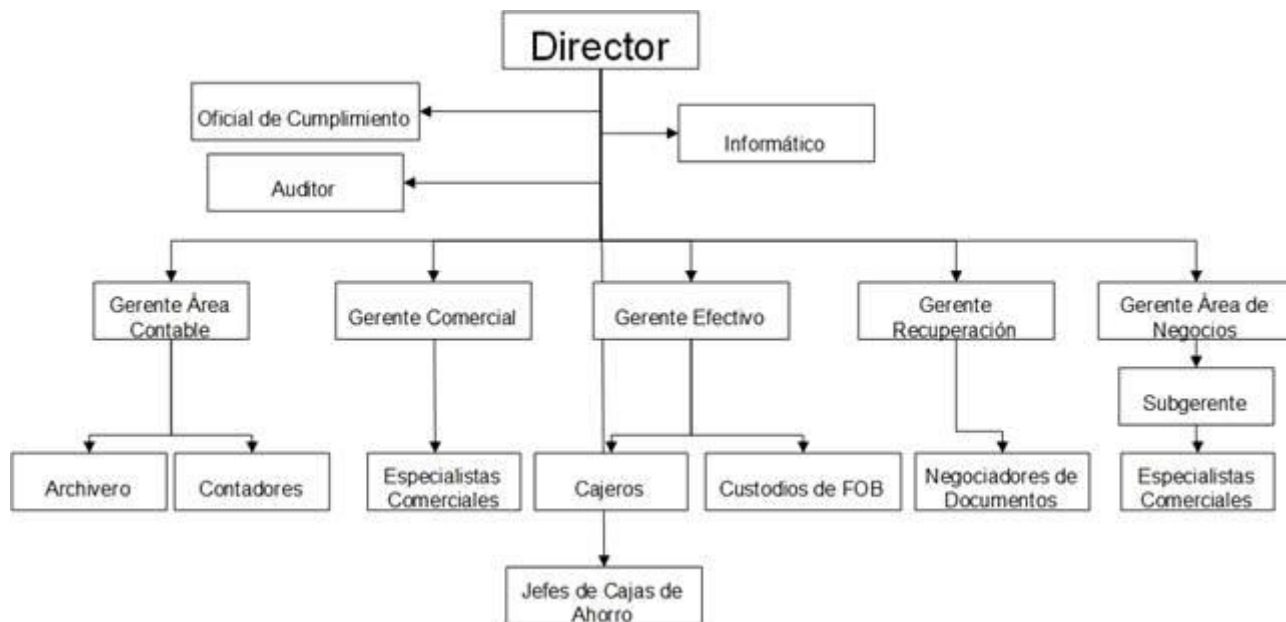 Director
Oficial de Cumplimiento
Informático
Auditor
Gerente Área
Contable
Gerente Comercial
Gerente Efectivo
Gerente
Recuperación
Gerente Área de
Negocios
Subgerente
Archivero
Contadores
Especialistas
Comerciales
Cajeros
Custodios de FOB
Negociadores de
Documentos
Especialistas
Comerciales
Jefes de Cajas de
Ahorro